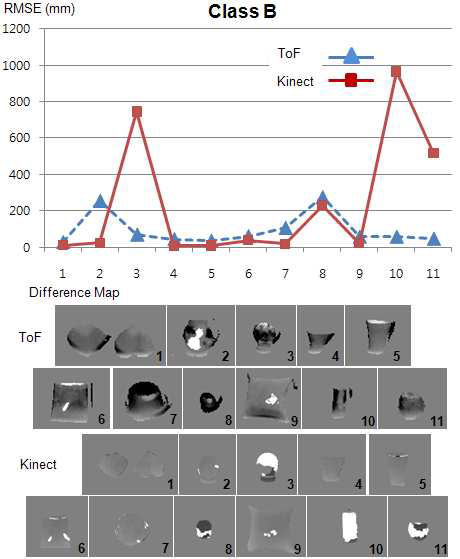 RMSE (mm) Class B
1200
1000
800
600
400
200
0
ToF
Kinect
1 2 3 4 5 6 7 8 9 10 11
Difference Map
ToF
1 2 3 4 5
6 7 8 9 10 11
Kinect
1 2 3 4 5
6 7 8 9 10 11